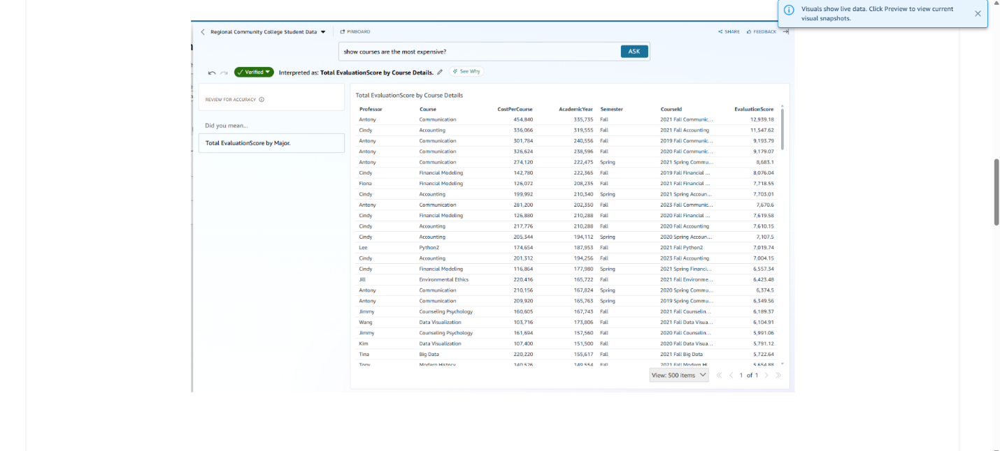 Visuals show live data. Click Preview to view current
visual snapshots.
Regional Community College Student Data
PINBOARD
SHARE
FEEDBACK
show courses are the most expensive?
ASK
Verified
Interpreted as: Total EvaluationScore by Course Details.
See Why
REVIEW FOR ACCURACY
Did you mean...
Total EvaluationScore by Major.
Total EvaluationScore by Course Details
Professor Course CostPerCourse AcademicYear Semester CourseId EvaluationScore
Antony Communication 454,840 335,735 Fall 2021 Fall Communic... 12,939.18
Cindy Accounting 336,066 319,555 Fall 2021 Fall Accounting 11,547.62
Antony Communication 301,784 240,556 Fall 2019 Fall Communic... 9,193.79
Antony Communication 326,624 238,596 Fall 2020 Fall Communic... 9,179.07
Antony Communication 274,120 222,475 Spring 2021 Spring Commu... 8,683.1
Cindy Financial Modeling 142,780 222,365 Fall 2019 Fall Financial ... 8,076.04
Fiona Financial Modeling 126,072 208,235 Fall 2021 Fall Financial ... 7,718.55
Cindy Accounting 199,992 210,340 Spring 2021 Spring Accoun... 7,703.01
Antony Communication 281,200 202,350 Fall 2023 Fall Communic... 7,670.6
Cindy Financial Modeling 126,880 210,288 Fall 2020 Fall Financial ... 7,619.58
Cindy Accounting 217,776 210,288 Fall 2020 Fall Accounting 7,610.15
Cindy Accounting 205,344 194,112 Spring 2020 Spring Accoun... 7,107.5
Lee Python2 174,654 187,953 Fall 2021 Fall Python2 7,019.74
Cindy Accounting 201,312 194,256 Fall 2023 Fall Accounting 7,004.15
Cindy Financial Modeling 116,864 177,980 Spring 2021 Spring Financi... 6,557.34
Jill Environmental Ethics 220,416 165,722 Fall 2021 Fall Environme... 6,423.48
Antony Communication 210,156 167,824 Spring 2020 Spring Commu... 6,374.5
Antony Communication 209,920 165,763 Spring 2019 Spring Commu... 6,349.56
Jimmy Counseling Psychology 160,605 167,743 Fall 2021 Fall Counselin... 6,189.37
Wang Data Visualization 103,716 173,806 Fall 2021 Fall Data Visua... 6,104.91
Jimmy Counseling Psychology 161,694 157,560 Fall 2020 Fall Counselin... 5,991.06
Kim Data Visualization 107,400 151,500 Fall 2020 Fall Data Visua... 5,791.12
Tina Big Data 220,220 155,617 Fall 2021 Fall Big Data 5,722.64
Tony Modern History 140,526 149,554 Fall 2021 Fall Modern Hi... 5,654.88
View: 500 items
1 of 1